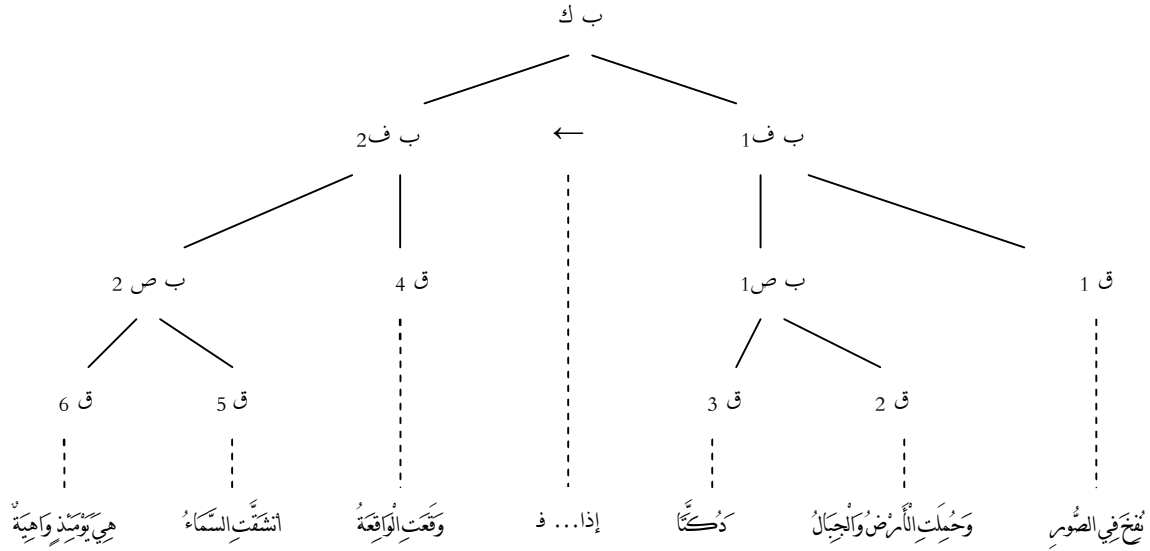 ب ك
ب ف1 ← ب ف2
ق 1 ب ص1 ق 4 ب ص 2
ق 2 ق 3 ق 5 ق 6
نُفِخَ فِي الصُّورِ وَحُمِلَتِ الْأَرْضُ وَالْجِبَالُ دَكَّتَا إذا... فـ وَقَعَتِ الْوَاقِعَةُ انْشَقَّتِ السَّمَاءُ هِيَ يَوْمَئِذٍ وَاهِيَةٌ